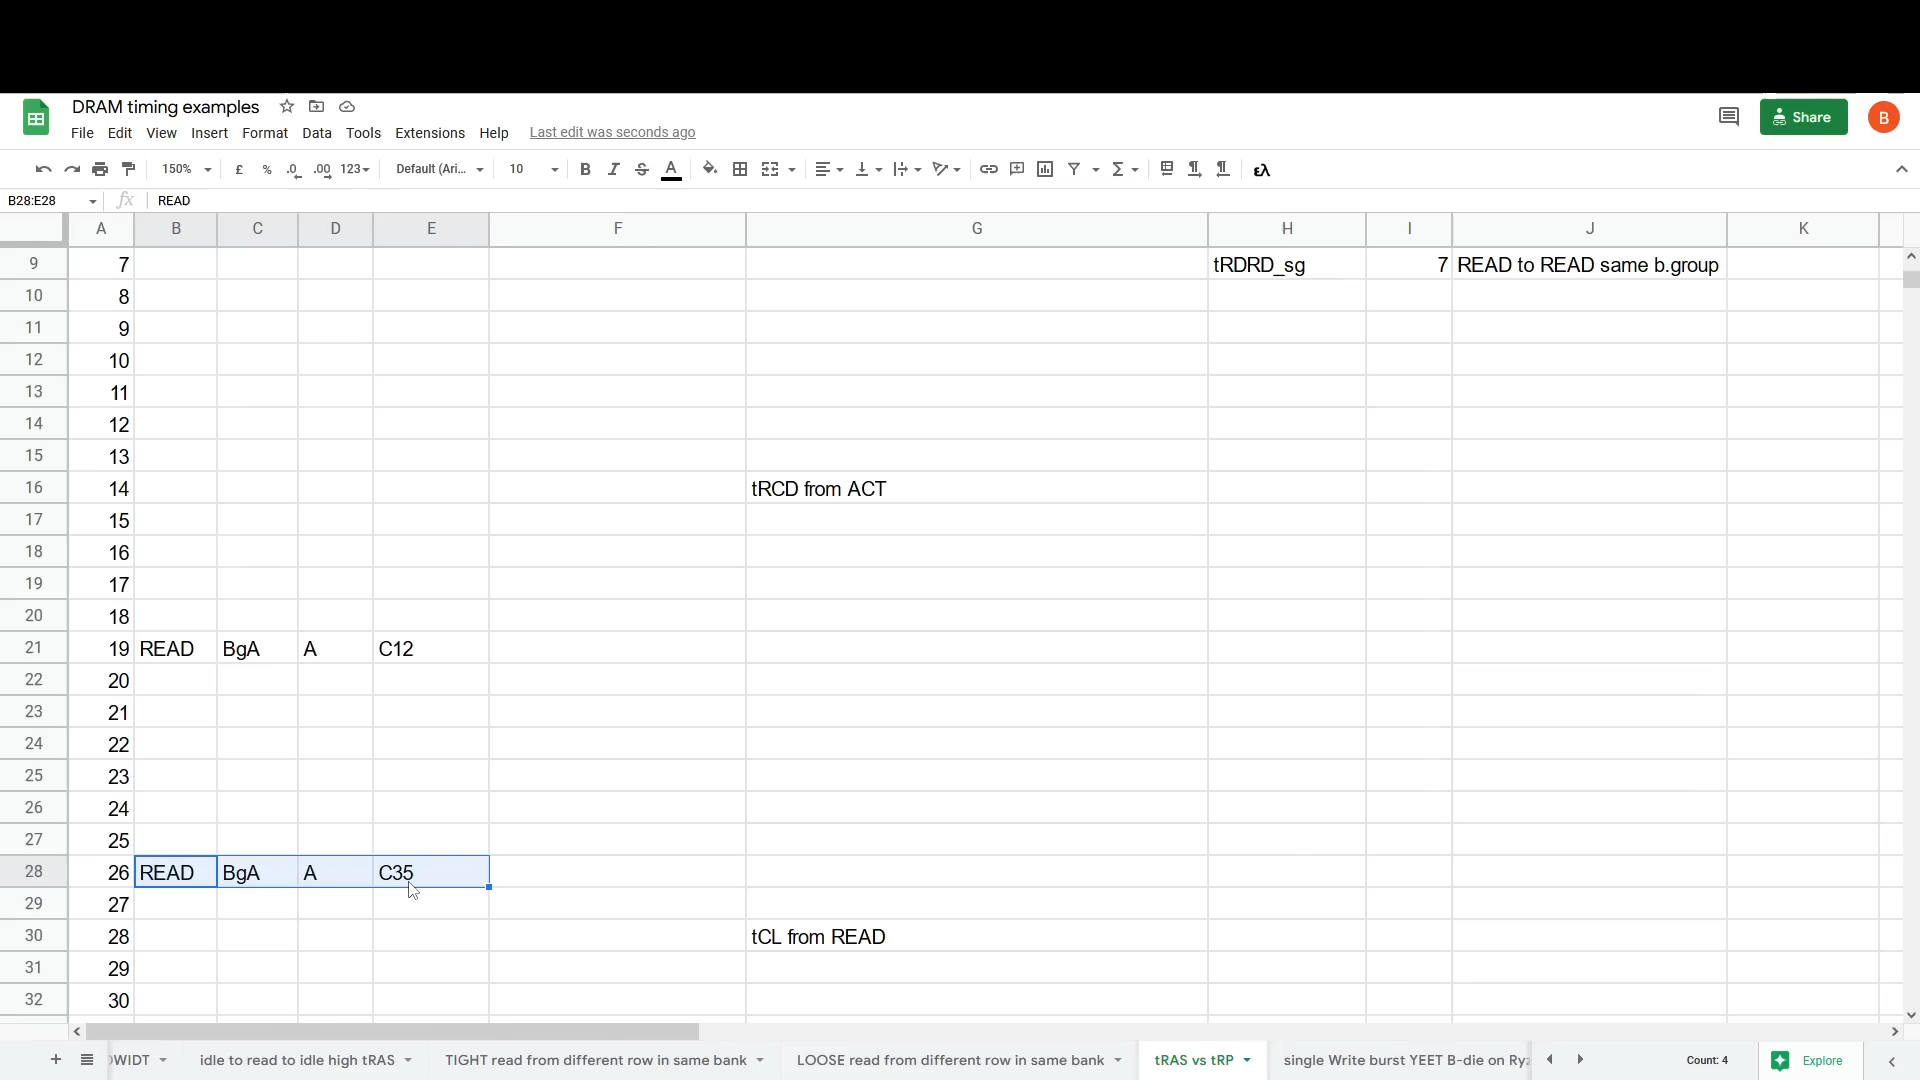 DRAM timing examples
File Edit View Insert Format Data Tools Extensions Help Last edit was seconds ago
Share
B
150% £ % .0 .00 123 Default (Ari... 10 B I S A
B28:E28 fx READ
A B C D E F G H I J K
9 7 tRDRD_sg 7 READ to READ same b.group
10 8
11 9
12 10
13 11
14 12
15 13
16 14 tRCD from ACT
17 15
18 16
19 17
20 18
21 19 READ BgA A C12
22 20
23 21
24 22
25 23
26 24
27 25
28 26 READ BgA A C35
29 27
30 28 tCL from READ
31 29
32 30
DWIDT idle to read to idle high tRAS TIGHT read from different row in same bank LOOSE read from different row in same bank tRAS vs tRP single Write burst YEET B-die on Ryz Count: 4 Explore